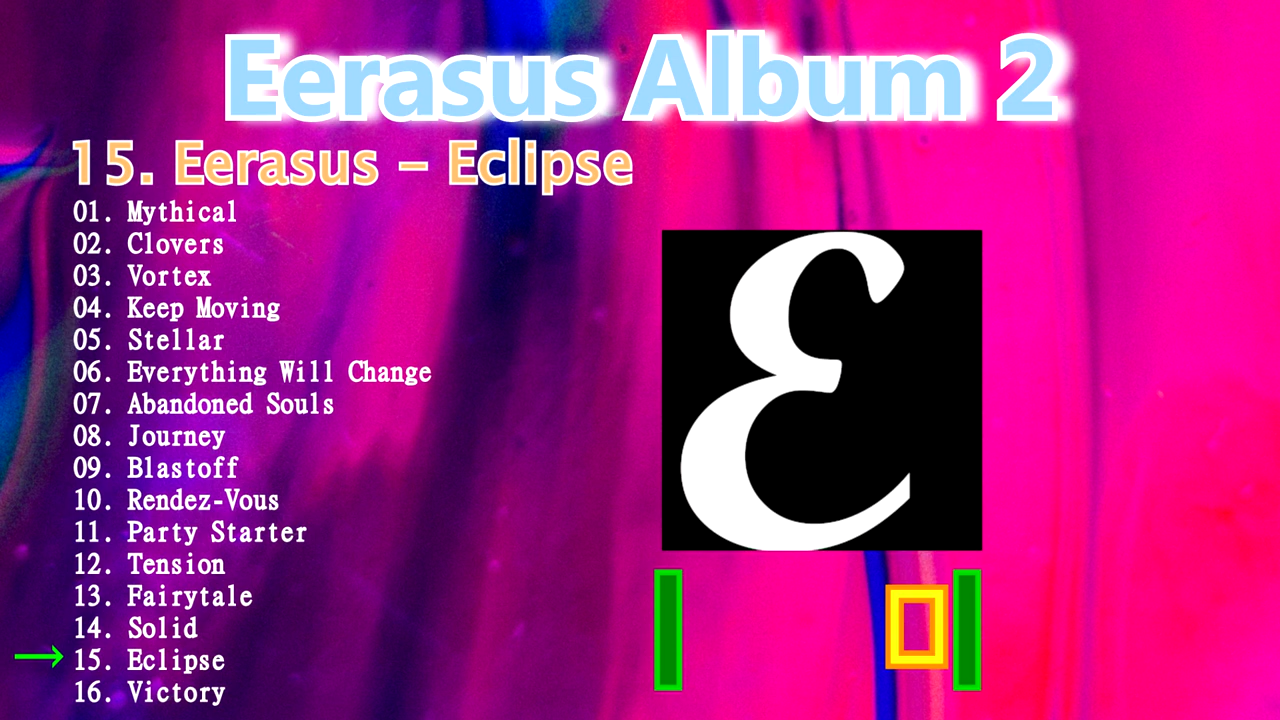 Eerasus Album 2
15. Eerasus - Eclipse
01. Mythical
02. Clovers
03. Vortex
04. Keep Moving
05. Stellar
06. Everything Will Change
07. Abandoned Souls
08. Journey
09. Blastoff
10. Rendez-Vous
11. Party Starter
12. Tension
13. Fairytale
14. Solid
→ 15. Eclipse
16. Victory
ℰ